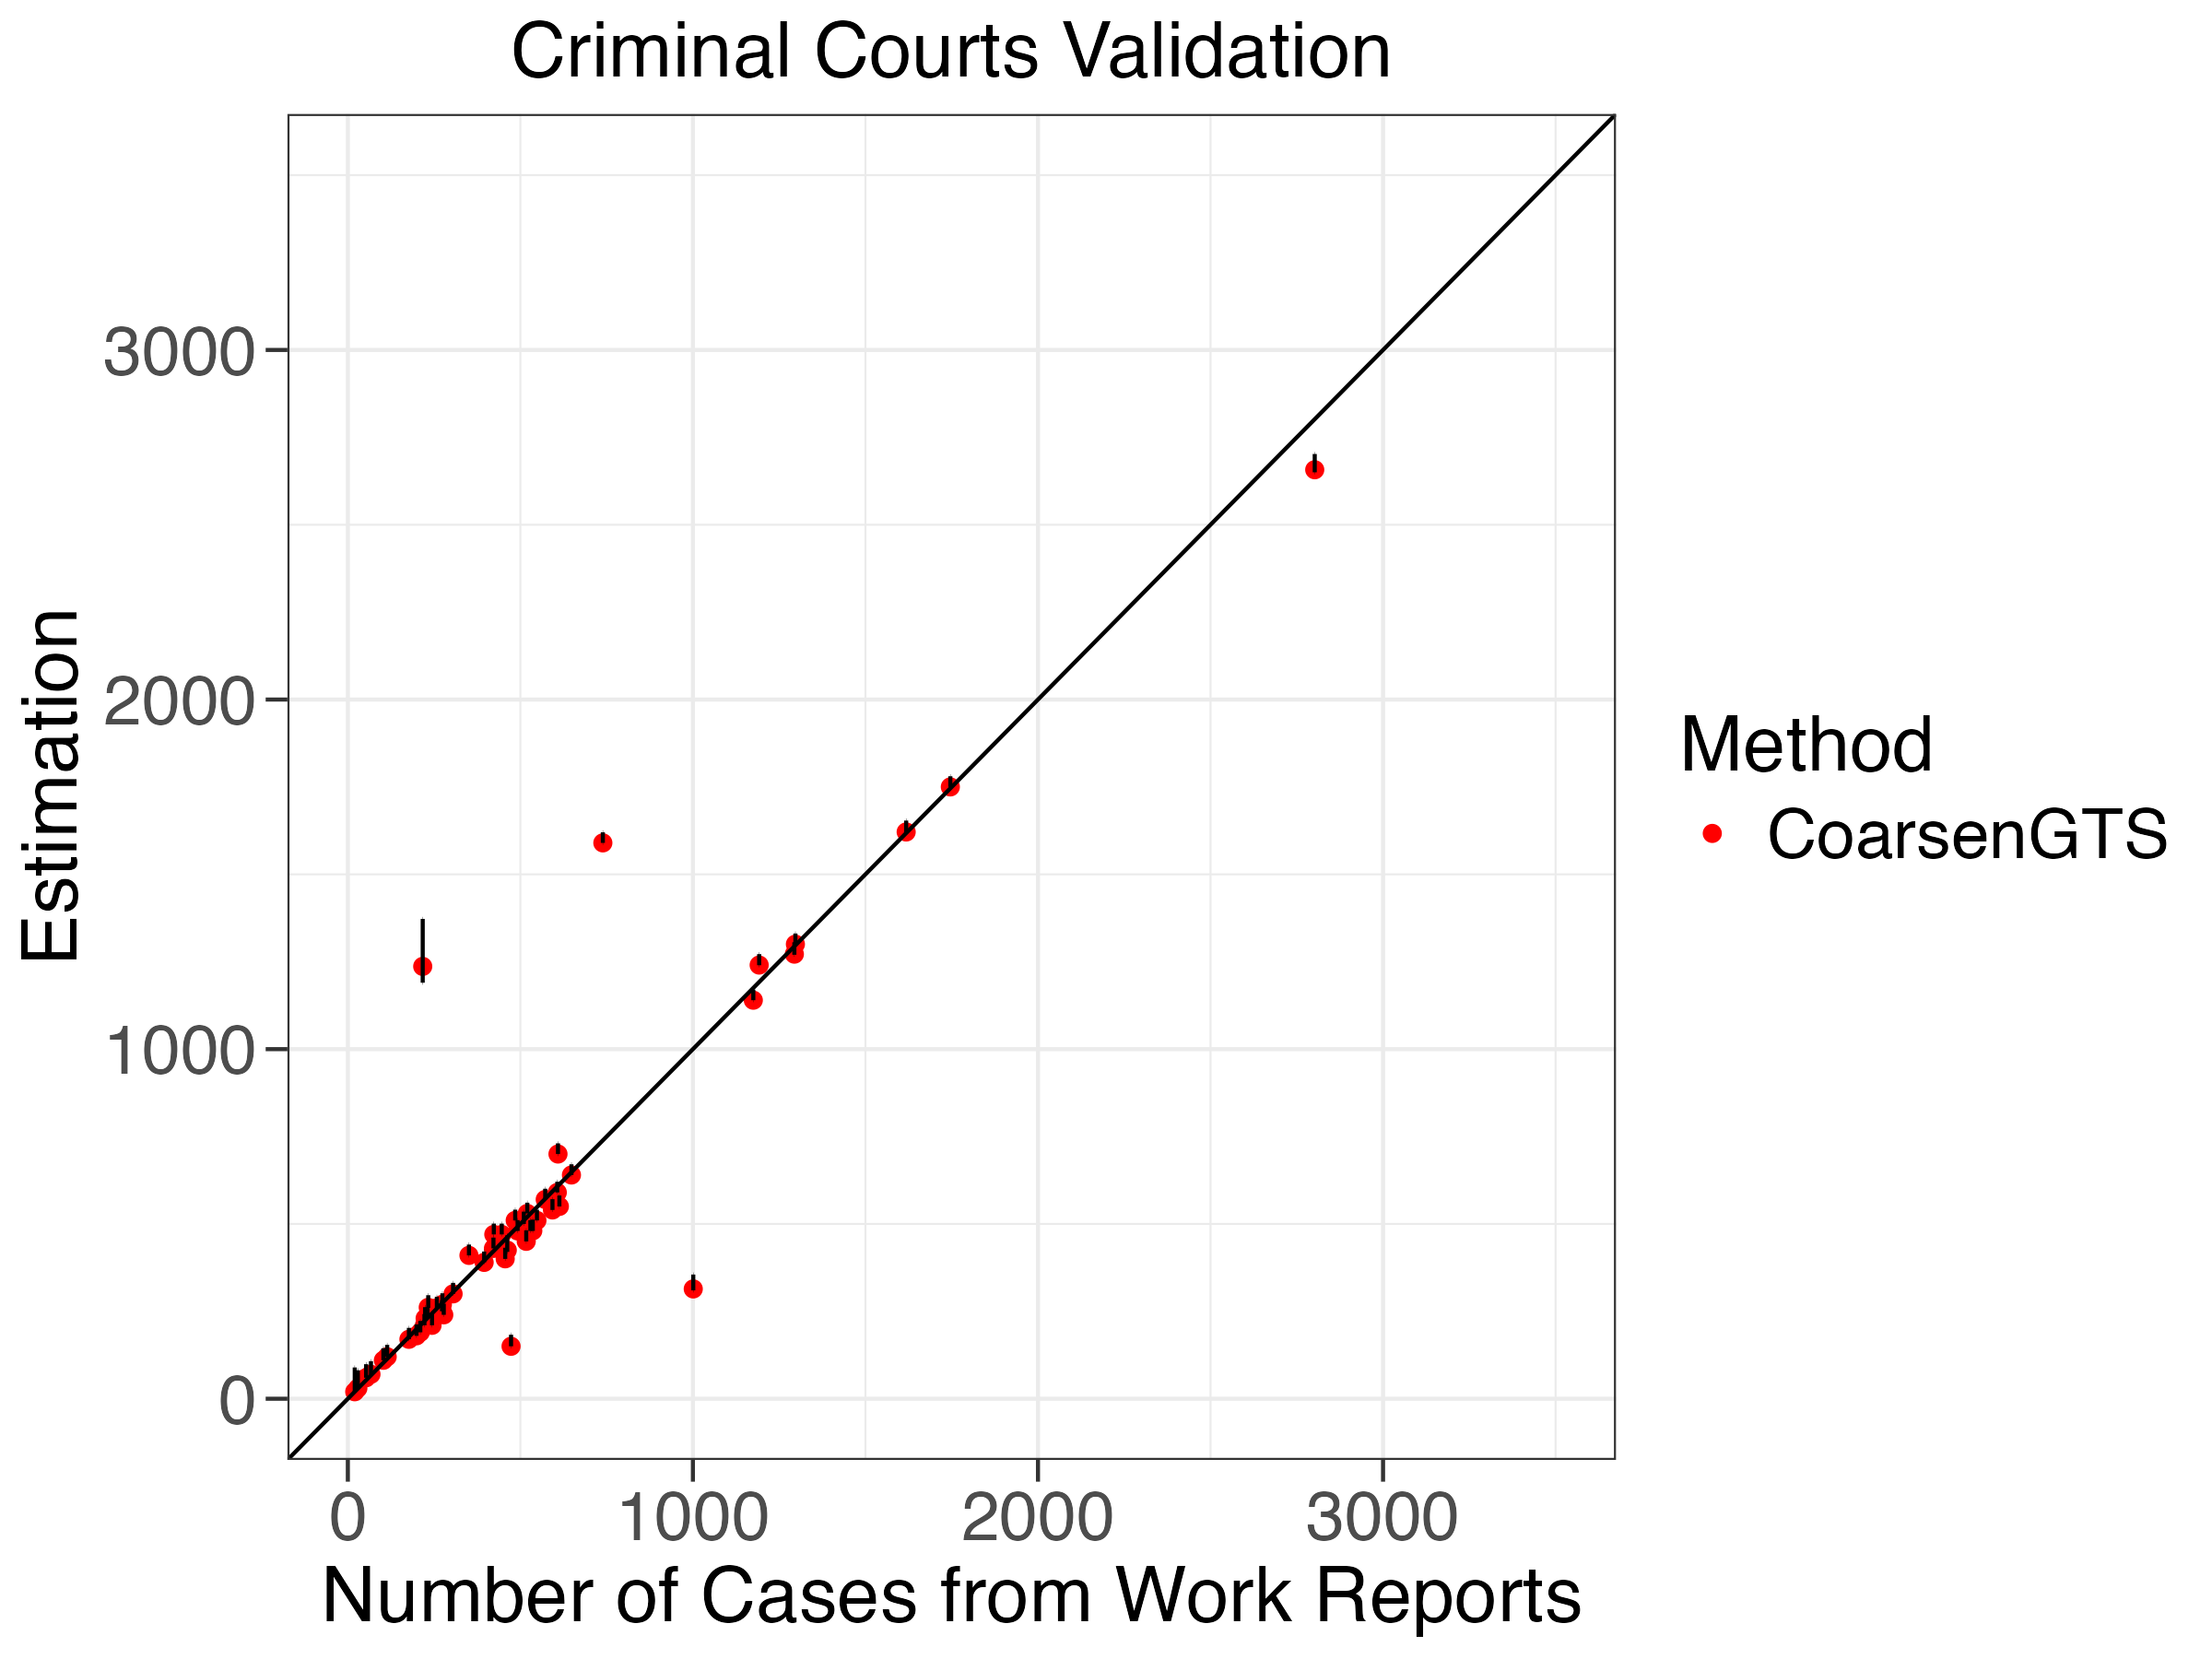 Criminal Courts Validation
Estimation
3000
2000
1000
0
0 1000 2000 3000
Number of Cases from Work Reports
Method
CoarsenGTS